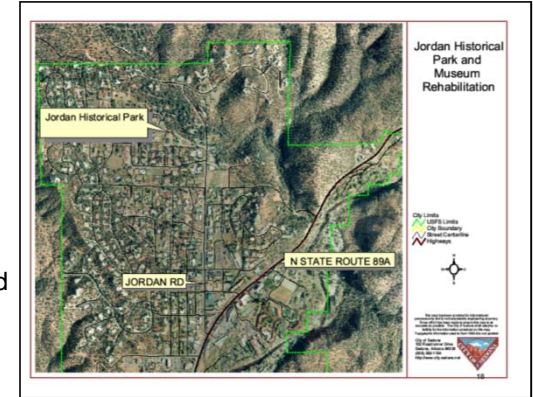 Jordan Historical
Park and
Museum
Rehabilitation
Jordan Historical Park
JORDAN RD
N STATE ROUTE 89A
d
City Limits
USFS Limits
City Boundary
Street Centerline
Highways
City of Sedona
18